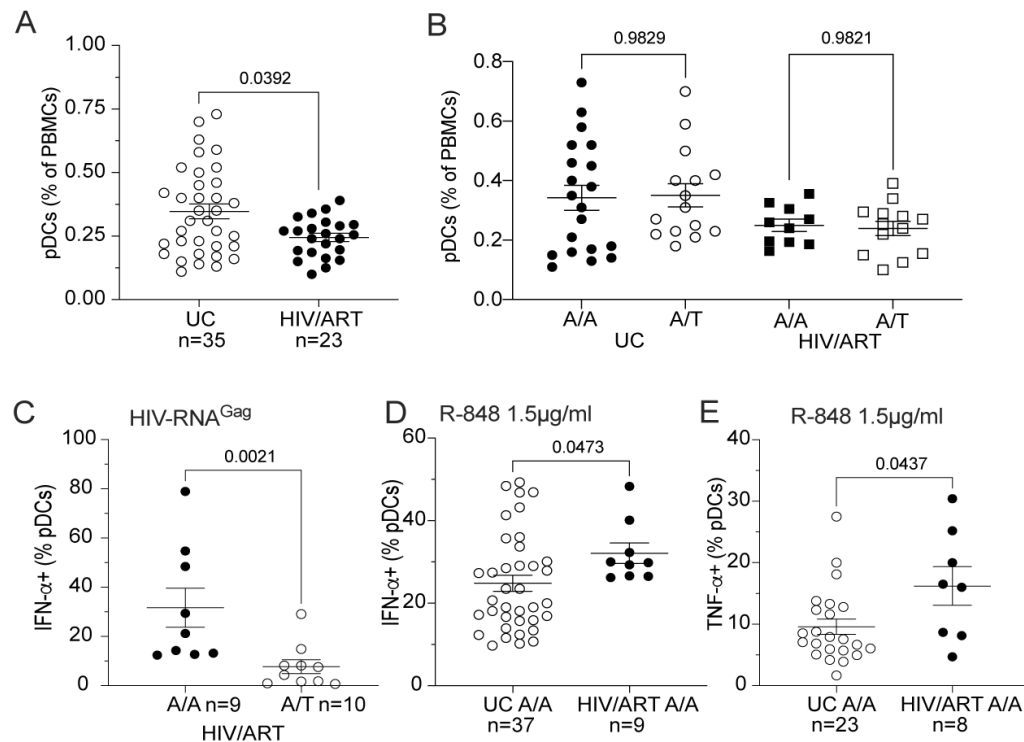 A
pDCs (% of PBMCs)
1.00
0.75
0.50
0.25
0.00
0.0392
UC
n=35
HIV/ART
n=23
B
pDCs (% of PBMCs)
0.8
0.6
0.4
0.2
0.0
0.9829
0.9821
A/A
A/T
A/A
A/T
UC
HIV/ART
C
HIV-RNA^Gag
IFN-α+ (% pDCs)
100
80
60
40
20
0
0.0021
A/A n=9
A/T n=10
HIV/ART
D
R-848 1.5µg/ml
IFN-α+ (% pDCs)
60
40
20
0
0.0473
UC A/A
n=37
HIV/ART A/A
n=9
E
R-848 1.5µg/ml
TNF-α+ (% pDCs)
40
30
20
10
0
0.0437
UC A/A
n=23
HIV/ART A/A
n=8